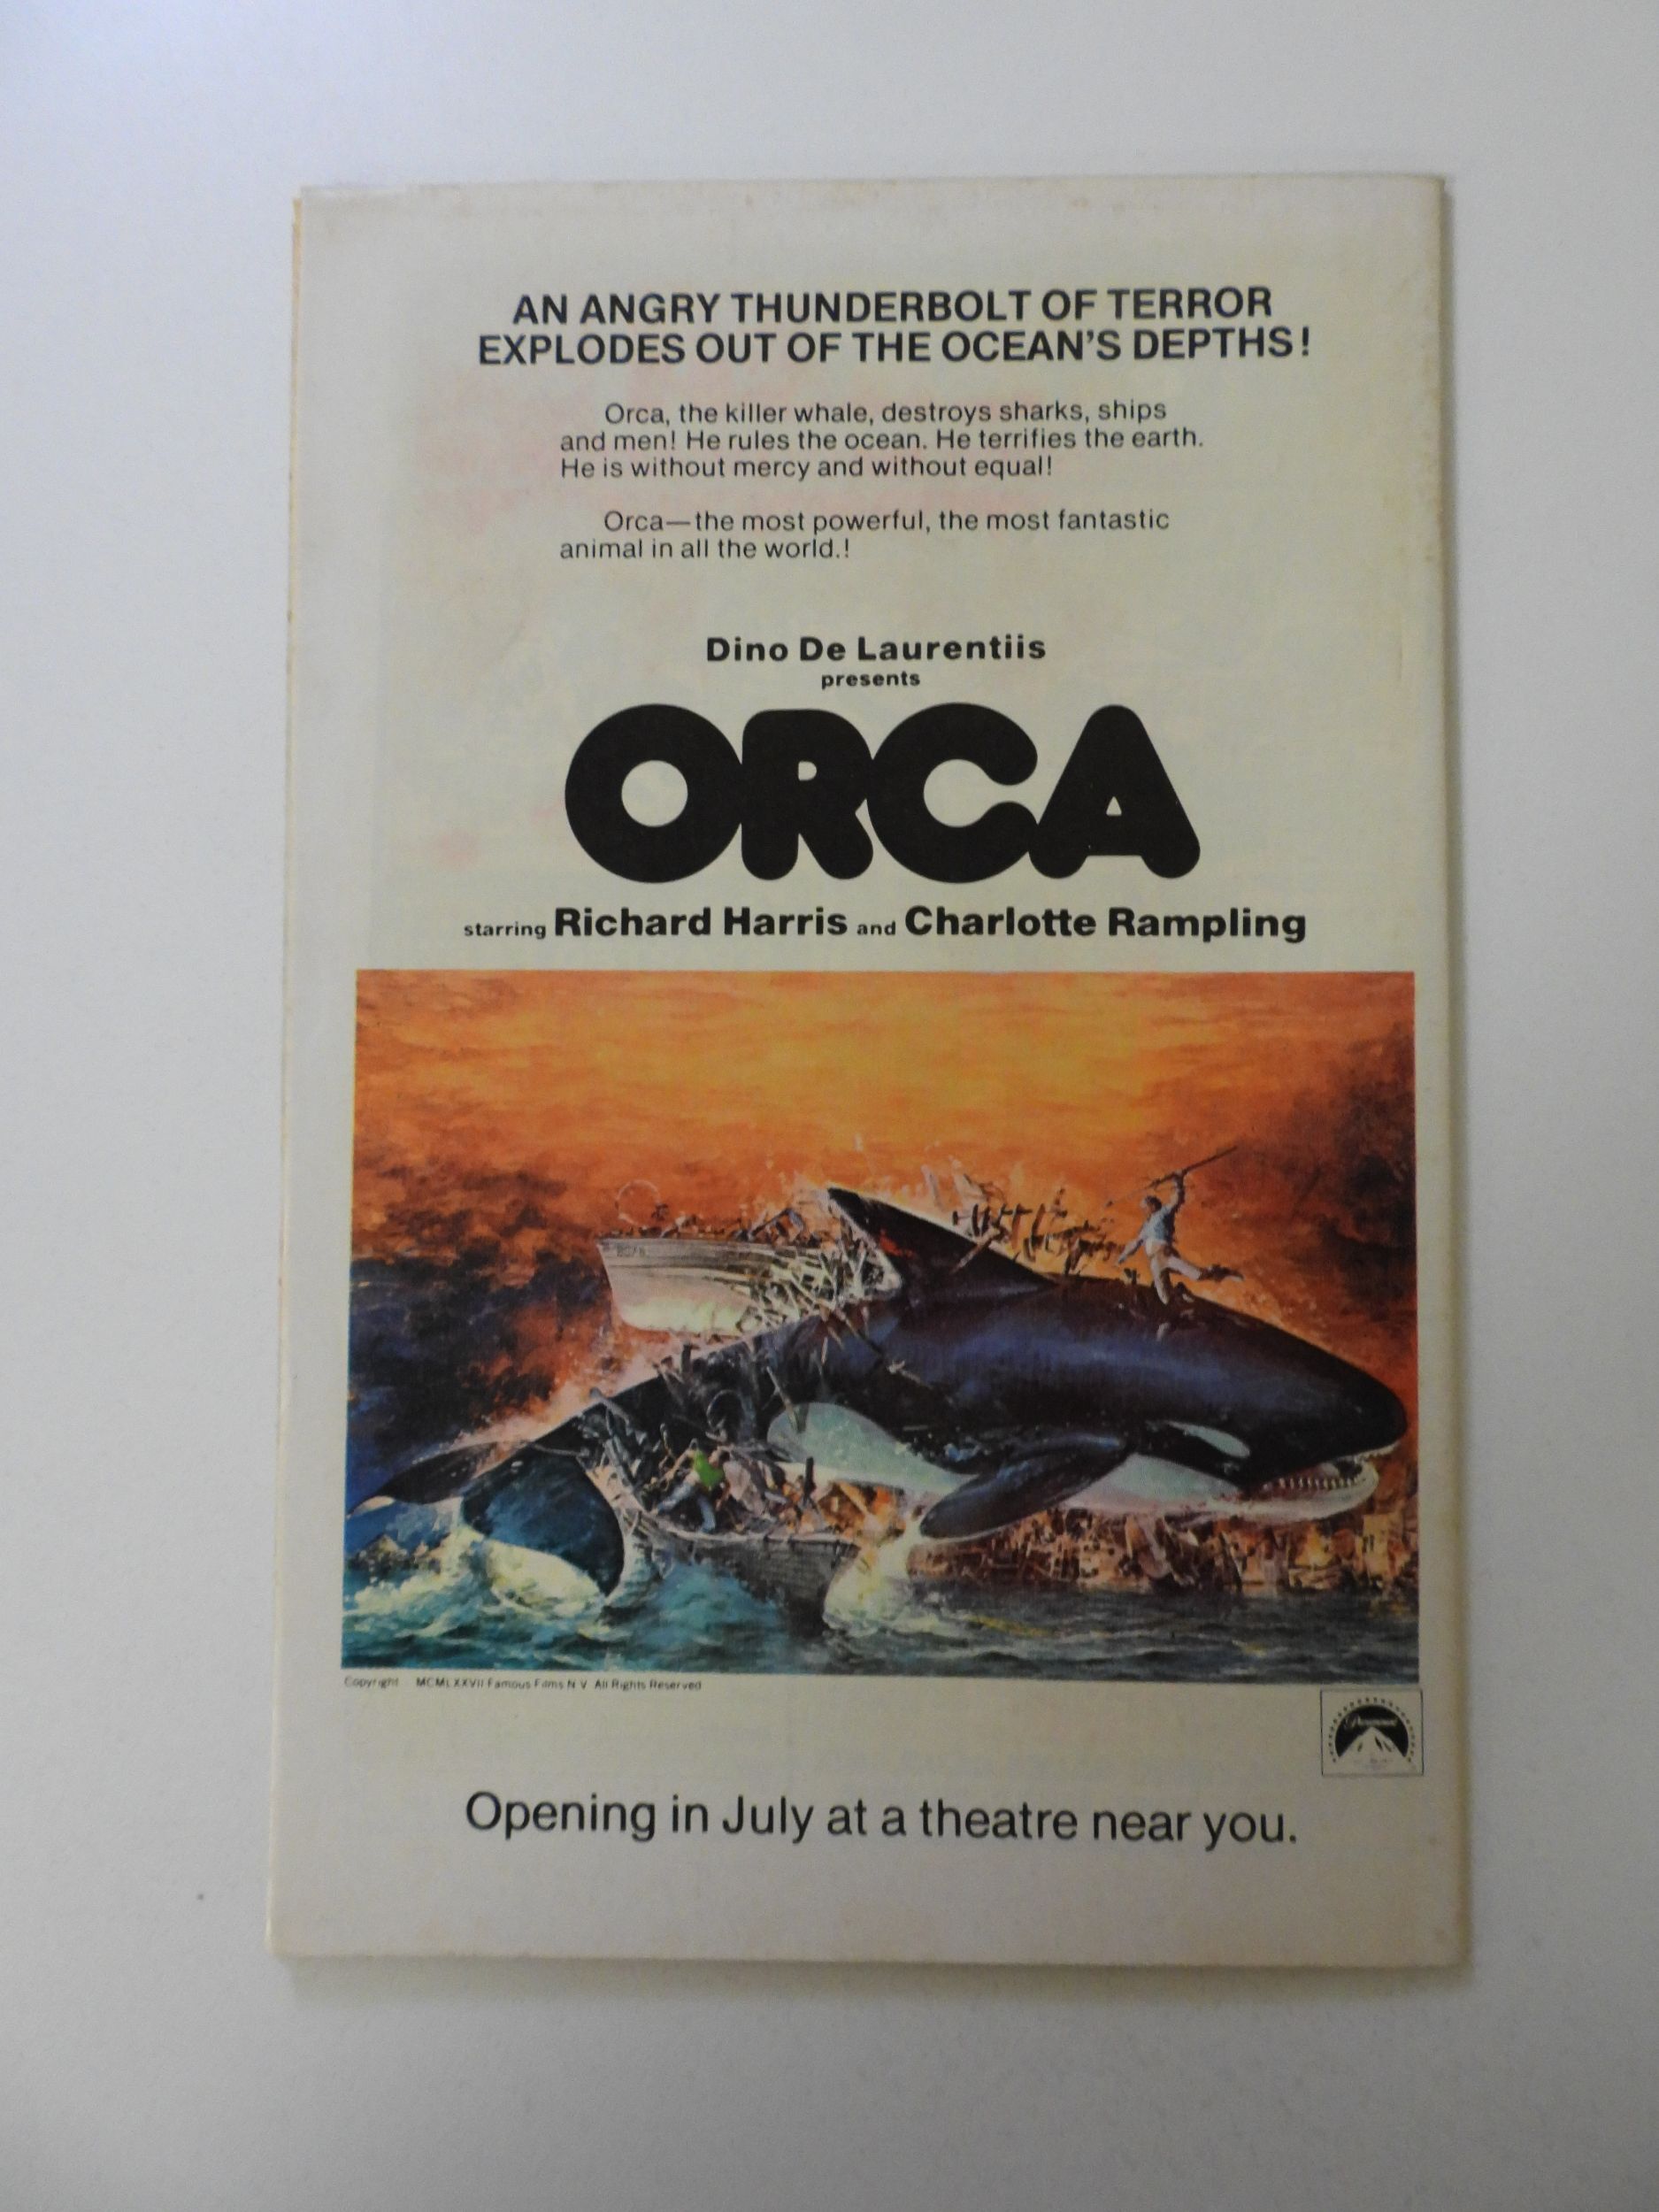 AN ANGRY THUNDERBOLT OF TERROR
EXPLODES OUT OF THE OCEAN'S DEPTHS!
Orca, the killer whale, destroys sharks, ships
and men! He rules the ocean. He terrifies the earth.
He is without mercy and without equal!
Orca—the most powerful, the most fantastic
animal in all the world.!
Dino De Laurentiis
presents
ORCA
starring Richard Harris and Charlotte Rampling
Copyright MCMLXXVII Famous Films N.V. All Rights Reserved
Paramount
Opening in July at a theatre near you.